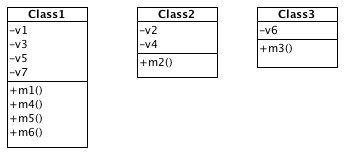 Class1
-v1
-v3
-v5
-v7
+m1()
+m4()
+m5()
+m6()
Class2
-v2
-v4
+m2()
Class3
-v6
+m3()